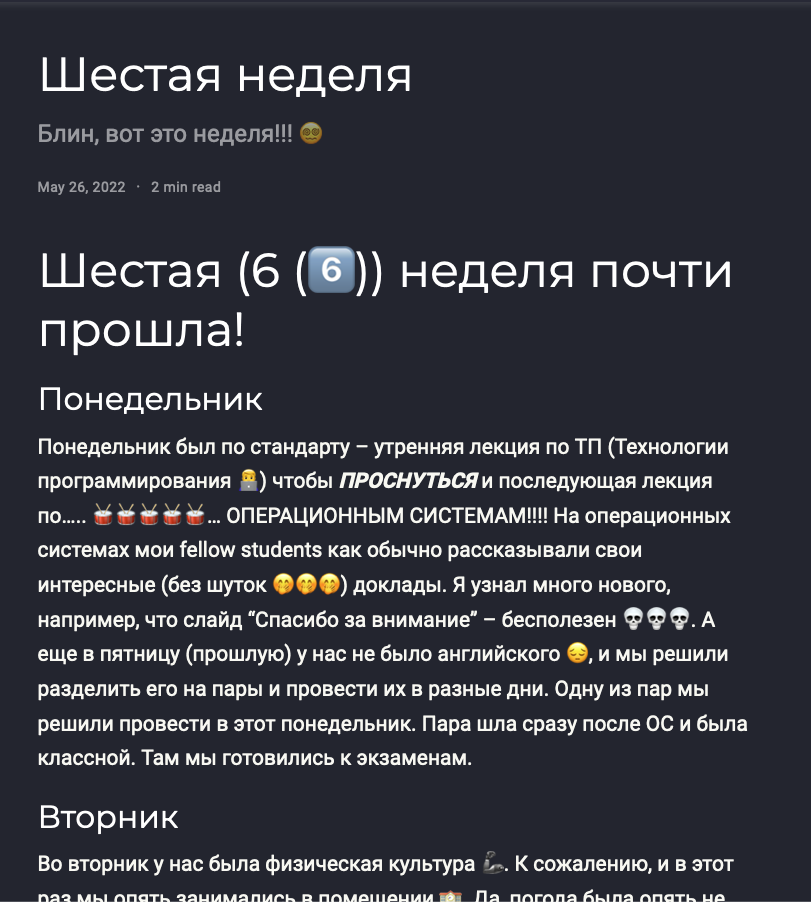 Шестая неделя
Блин, вот это неделя!!! 😵‍💫
May 26, 2022 · 2 min read
Шестая (6 (6️⃣)) неделя почти
прошла!
Понедельник
Понедельник был по стандарту – утренняя лекция по ТП (Технологии
программирования 👨‍💻) чтобы ПРОСНУТЬСЯ и последующая лекция
по….. 🥁🥁🥁🥁🥁… ОПЕРАЦИОННЫМ СИСТЕМАМ!!!! На операционных
системах мои fellow students как обычно рассказывали свои
интересные (без шуток 🤭🤭🤭) доклады. Я узнал много нового,
например, что слайд “Спасибо за внимание” – бесполезен 💀💀💀. А
еще в пятницу (прошлую) у нас не было английского 😔, и мы решили
разделить его на пары и провести их в разные дни. Одну из пар мы
решили провести в этот понедельник. Пара шла сразу после ОС и была
классной. Там мы готовились к экзаменам.
Вторник
Во вторник у нас была физическая культура 🦾. К сожалению, и в этот
раз мы опять занимались в помещении 🏫. Да, погода была опять не